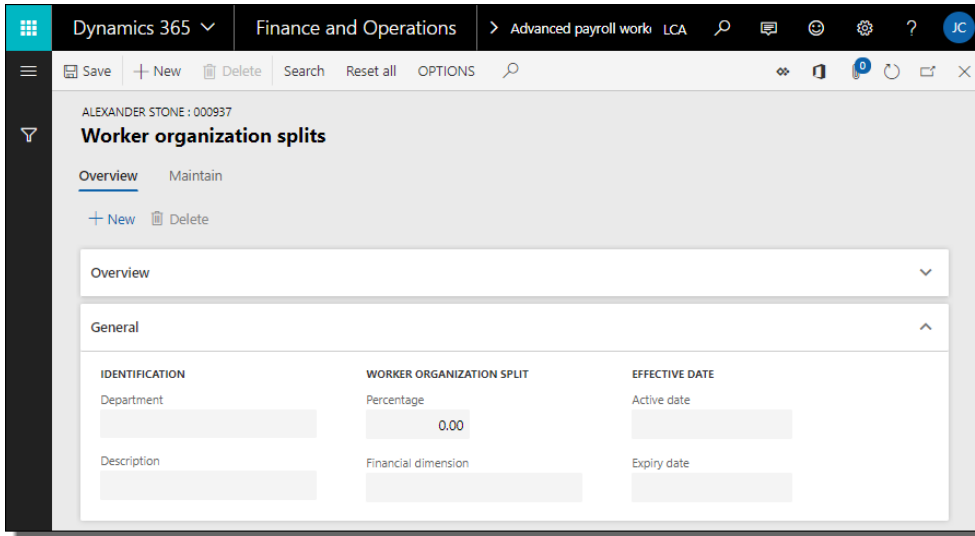 Dynamics 365 Finance and Operations > Advanced payroll work LCA ? JC
Save + New Delete Search Reset all OPTIONS 0
ALEXANDER STONE : 000937
Worker organization splits
Overview Maintain
+ New Delete
Overview
General
IDENTIFICATION WORKER ORGANIZATION SPLIT EFFECTIVE DATE
Department Percentage Active date
0.00
Description Financial dimension Expiry date